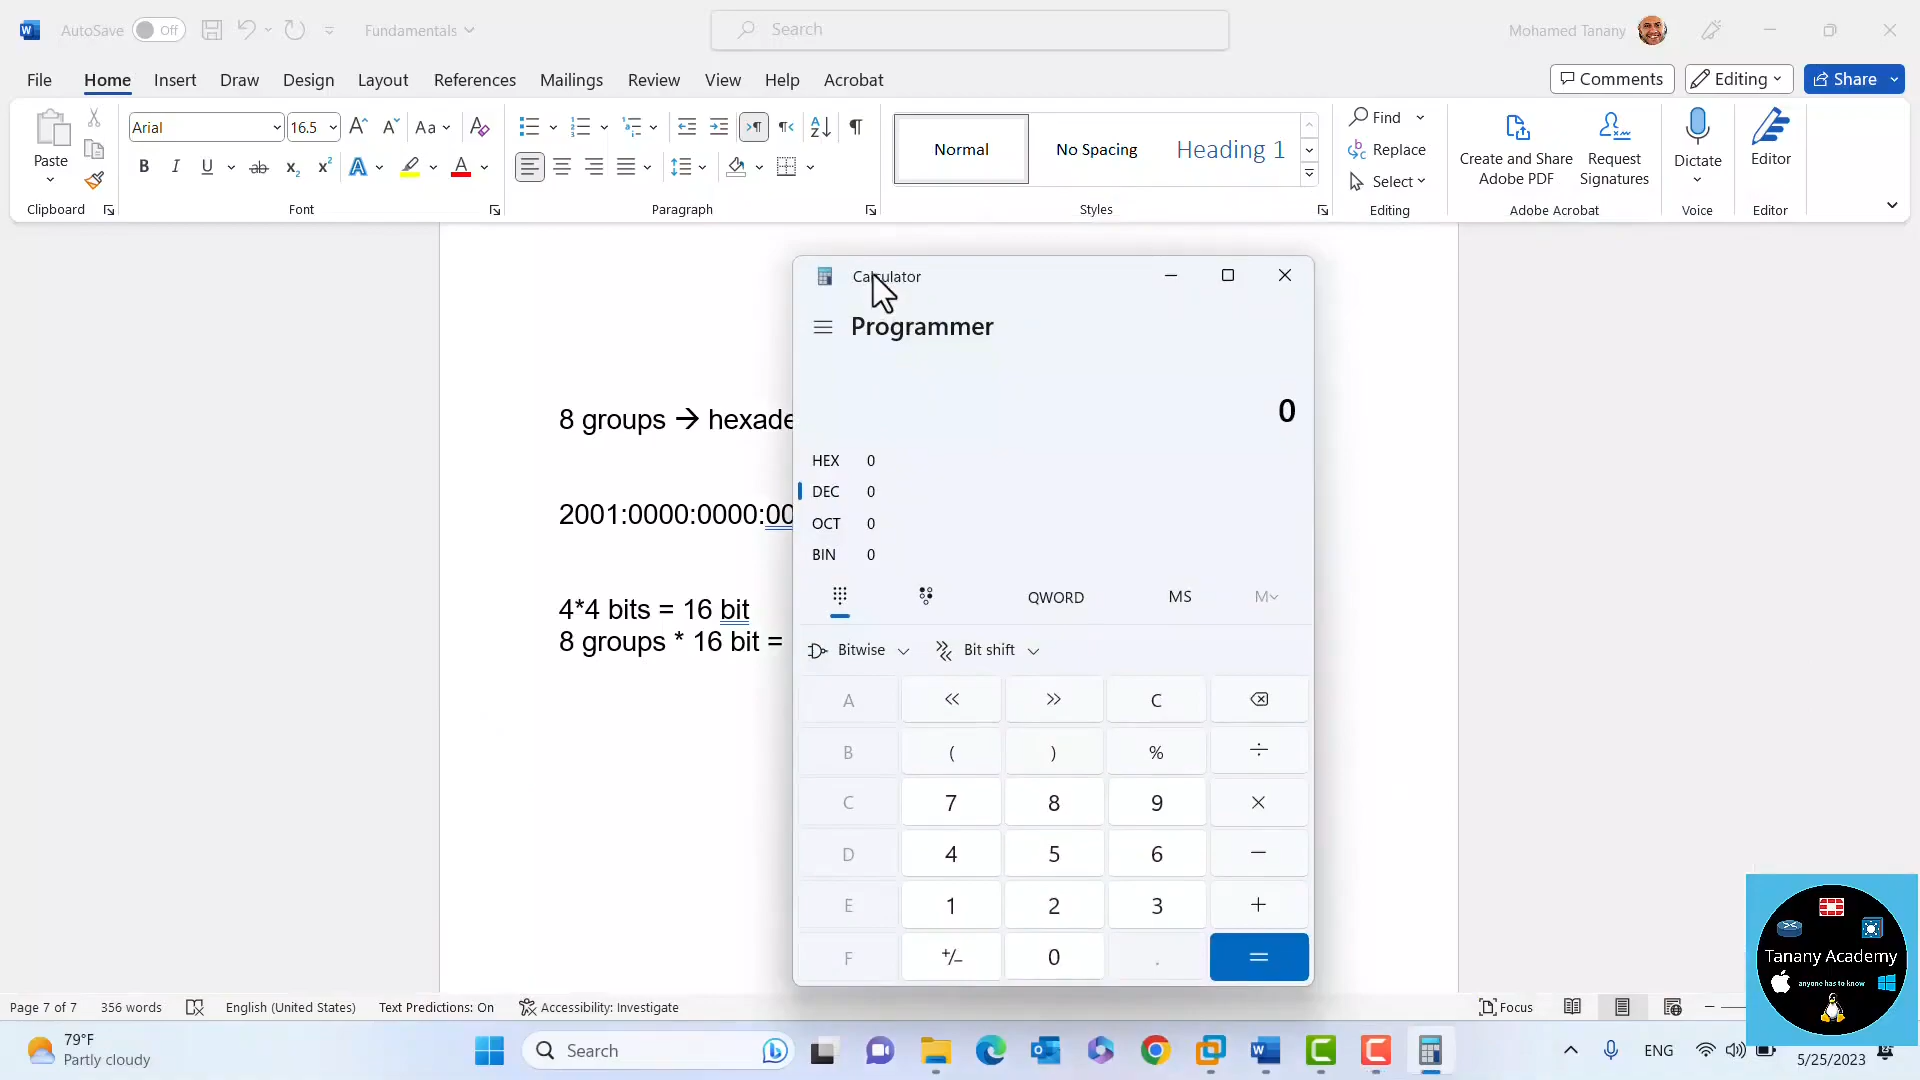 AutoSave Off Fundamentals Search Mohamed Tanany
File Home Insert Draw Design Layout References Mailings Review View Help Acrobat Comments Editing Share
Paste
Clipboard
Arial 16.5
Font
Paragraph
Normal No Spacing Heading 1
Styles
Find
Replace
Select
Editing
Create and Share Adobe PDF
Request Signatures
Adobe Acrobat
Dictate
Voice
Editor
Editor
8 groups → hexade
2001:0000:0000:00
4*4 bits = 16 bit
8 groups * 16 bit =
Calculator
Programmer
0
HEX 0
DEC 0
OCT 0
BIN 0
QWORD MS M
Bitwise Bit shift
A << >> C
B ( ) % ÷
C 7 8 9 ×
D 4 5 6 −
E 1 2 3 +
F +/− 0 . =
Page 7 of 7 356 words English (United States) Text Predictions: On Accessibility: Investigate Focus
79°F
Partly cloudy
Search
ENG
5/25/2023
Tanany Academy
anyone has to know